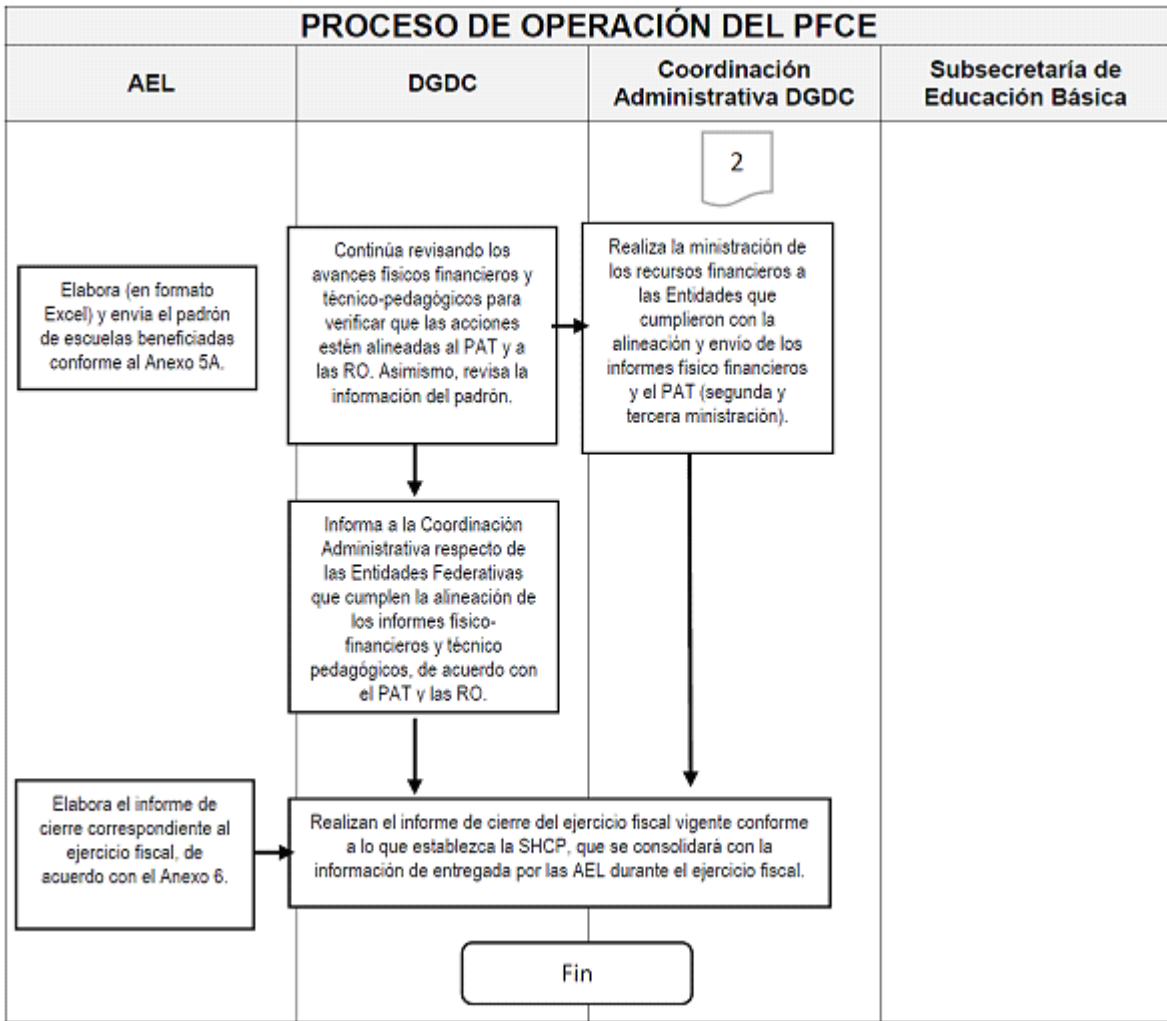 PROCESO DE OPERACIÓN DEL PFCE
AEL
DGDC
Coordinación
Administrativa DGDC
Subsecretaría de
Educación Básica
2
Elabora (en formato
Excel) y envía el padrón
de escuelas beneficiadas
conforme al Anexo 5A.
Continúa revisando los
avances físicos financieros y
técnico-pedagógicos para
verificar que las acciones
estén alineadas al PAT y a
las RO. Asimismo, revisa la
información del padrón.
Realiza la ministración de
los recursos financieros a
las Entidades que
cumplieron con la
alineación y envío de los
informes físico financieros
y el PAT (segunda y
tercera ministración).
Informa a la Coordinación
Administrativa respecto de
las Entidades Federativas
que cumplen la alineación de
los informes físico-
financieros y técnico
pedagógicos, de acuerdo con
el PAT y las RO.
Elabora el informe de
cierre correspondiente al
ejercicio fiscal, de
acuerdo con el Anexo 6.
Realizan el informe de cierre del ejercicio fiscal vigente conforme
a lo que establezca la SHCP, que se consolidará con la
información de entregada por las AEL durante el ejercicio fiscal.
Fin